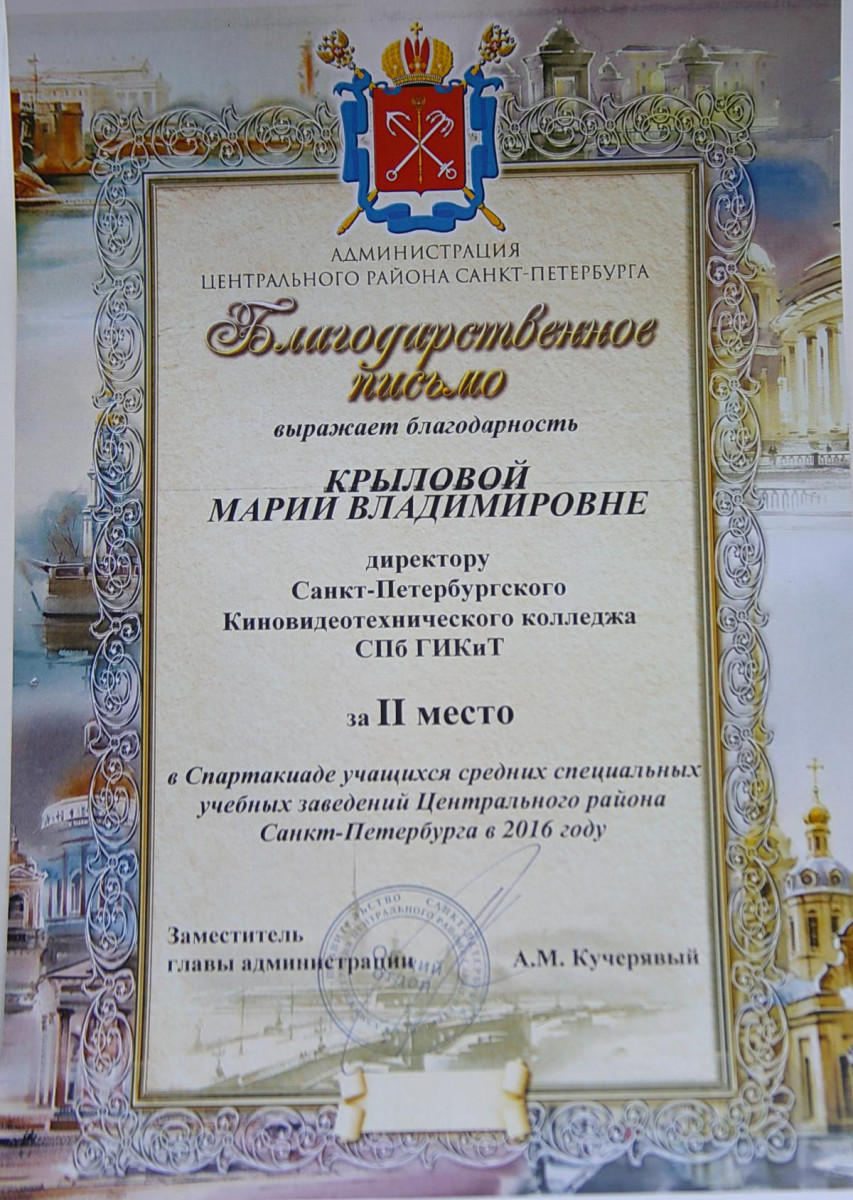 АДМИНИСТРАЦИЯ
ЦЕНТРАЛЬНОГО РАЙОНА САНКТ-ПЕТЕРБУРГА
Благодарственное
письмо
выражает благодарность
КРЫЛОВОЙ
МАРИИ ВЛАДИМИРОВНЕ
директору
Санкт-Петербургского
Киновидеотехнического колледжа
СПб ГИКиТ
за II место
в Спартакиаде учащихся средних специальных
учебных заведений Центрального района
Санкт-Петербурга в 2016 году
Заместитель
главы администрации
А.М. Кучерявый
Общий
отдел